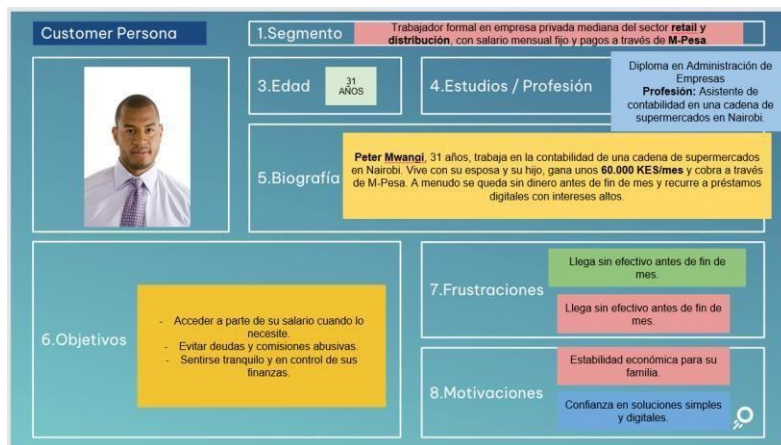 Customer Persona
1.Segmento
Trabajador formal en empresa privada mediana del sector retail y
distribución, con salario mensual fijo y pagos a través de M-Pesa.
3.Edad
31
AÑOS
4.Estudios / Profesión
Diploma en Administración de
Empresas
Profesión: Asistente de
contabilidad en una cadena de
supermercados en Nairobi.
5.Biografía
Peter Mwangi, 31 años, trabaja en la contabilidad de una cadena de supermercados
en Nairobi. Vive con su esposa y su hijo, gana unos 60.000 KES/mes y cobra a través
de M-Pesa. A menudo se queda sin dinero antes de fin de mes y recurre a préstamos
digitales con intereses altos.
6.Objetivos
- Acceder a parte de su salario cuando lo
necesite.
- Evitar deudas y comisiones abusivas.
- Sentirse tranquilo y en control de sus
finanzas.
7.Frustraciones
Llega sin efectivo antes de fin de
mes.
Llega sin efectivo antes de fin de
mes.
8.Motivaciones
Estabilidad económica para su
familia.
Confianza en soluciones simples
y digitales.